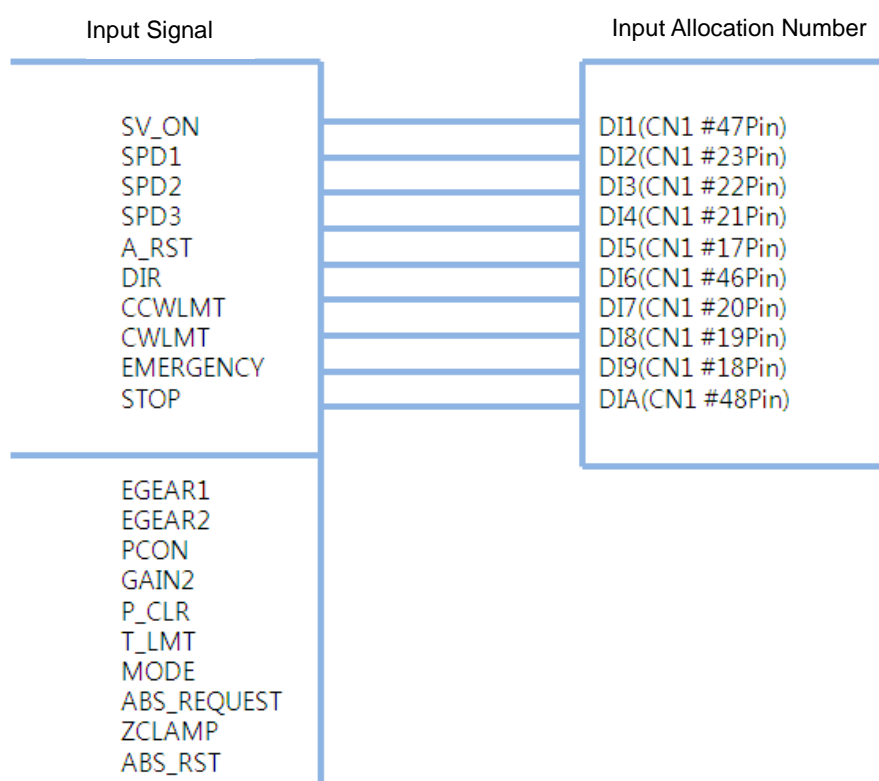 Input Signal
Input Allocation Number
SV_ON
SPD1
SPD2
SPD3
A_RST
DIR
CCWLMT
CWLMT
EMERGENCY
STOP
DI1(CN1 #47Pin)
DI2(CN1 #23Pin)
DI3(CN1 #22Pin)
DI4(CN1 #21Pin)
DI5(CN1 #17Pin)
DI6(CN1 #46Pin)
DI7(CN1 #20Pin)
DI8(CN1 #19Pin)
DI9(CN1 #18Pin)
DIA(CN1 #48Pin)
EGEAR1
EGEAR2
PCON
GAIN2
P_CLR
T_LMT
MODE
ABS_REQUEST
ZCLAMP
ABS_RST